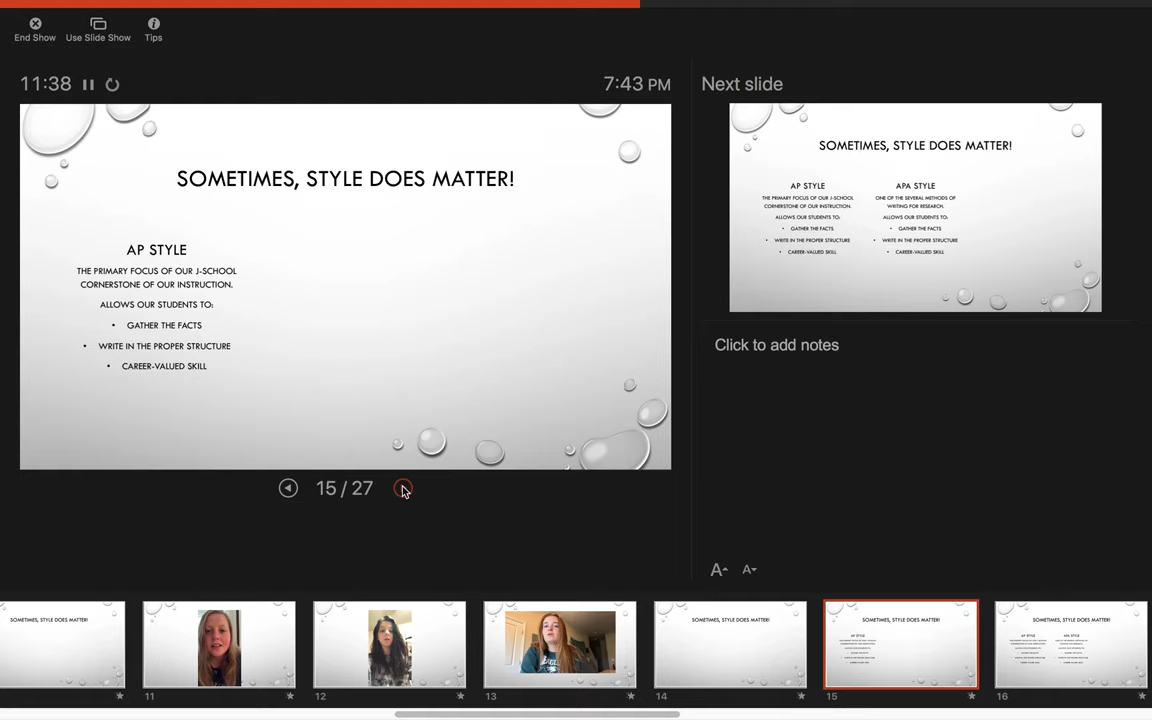 End Show
Use Slide Show
Tips
11:38
7:43 PM
SOMETIMES, STYLE DOES MATTER!
AP STYLE
THE PRIMARY FOCUS OF OUR J-SCHOOL
CORNERSTONE OF OUR INSTRUCTION.
ALLOWS OUR STUDENTS TO:
• GATHER THE FACTS
• WRITE IN THE PROPER STRUCTURE
• CAREER-VALUED SKILL
15 / 27
Next slide
SOMETIMES, STYLE DOES MATTER!
AP STYLE
THE PRIMARY FOCUS OF OUR J-SCHOOL
CORNERSTONE OF OUR INSTRUCTION.
ALLOWS OUR STUDENTS TO:
• GATHER THE FACTS
• WRITE IN THE PROPER STRUCTURE
• CAREER-VALUED SKILL
APA STYLE
ONE OF THE SEVERAL METHODS OF
WRITING FOR RESEARCH.
ALLOWS OUR STUDENTS TO:
• GATHER THE FACTS
• WRITE IN THE PROPER STRUCTURE
• CAREER-VALUED SKILL
Click to add notes
A A
SOMETIMES, STYLE DOES MATTER!
11
12
13
SOMETIMES, STYLE DOES MATTER!
14
SOMETIMES, STYLE DOES MATTER!
AP STYLE
15
SOMETIMES, STYLE DOES MATTER!
AP STYLE
APA STYLE
16